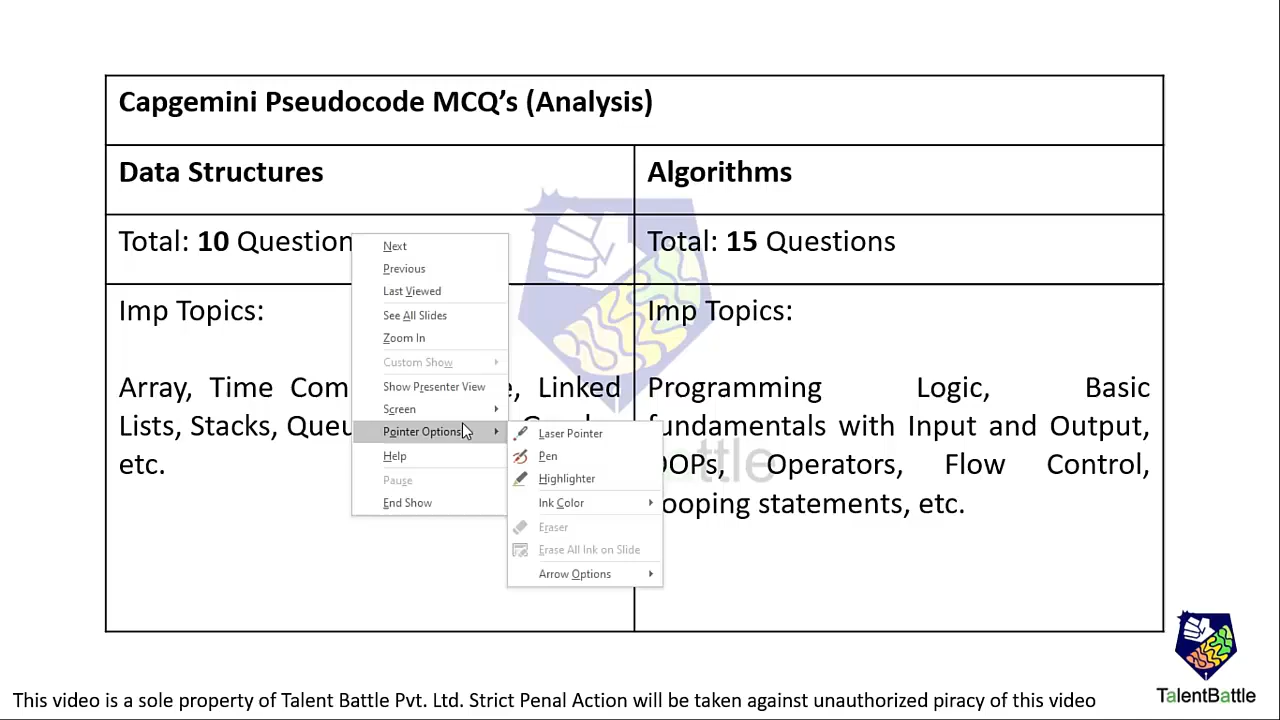 Capgemini Pseudocode MCQ’s (Analysis)
Data Structures
Algorithms
Total: 10 Question
Total: 15 Questions
Imp Topics:
Array, Time Com , Linked
Lists, Stacks, Queu
etc.
Imp Topics:
Programming Logic, Basic
fundamentals with Input and Output,
OOPs, Operators, Flow Control,
looping statements, etc.
Next
Previous
Last Viewed
See All Slides
Zoom In
Custom Show
Show Presenter View
Screen
Pointer Options
Help
Pause
End Show
Laser Pointer
Pen
Highlighter
Ink Color
Eraser
Erase All Ink on Slide
Arrow Options
ttle
TalentBattle
This video is a sole property of Talent Battle Pvt. Ltd. Strict Penal Action will be taken against unauthorized piracy of this video